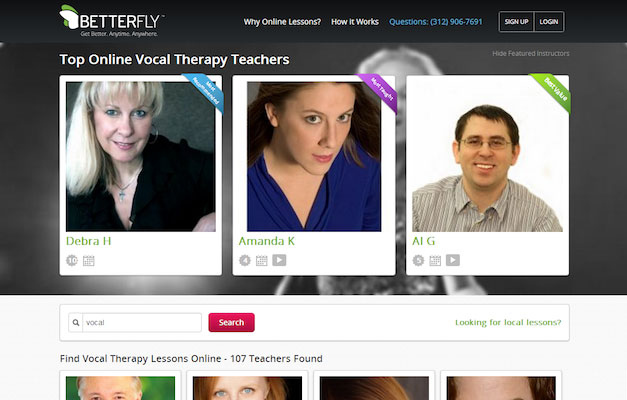 BETTERFLY™
Get Better. Anytime. Anywhere.
Why Online Lessons? How It Works Questions: (312) 906-7691 SIGN UP LOGIN
Top Online Vocal Therapy Teachers
Hide Featured Instructors
Most Recommended
Most Taught
Best Value
Debra H
Amanda K
Al G
10
4
5
vocal
Search
Looking for local lessons?
Find Vocal Therapy Lessons Online - 107 Teachers Found